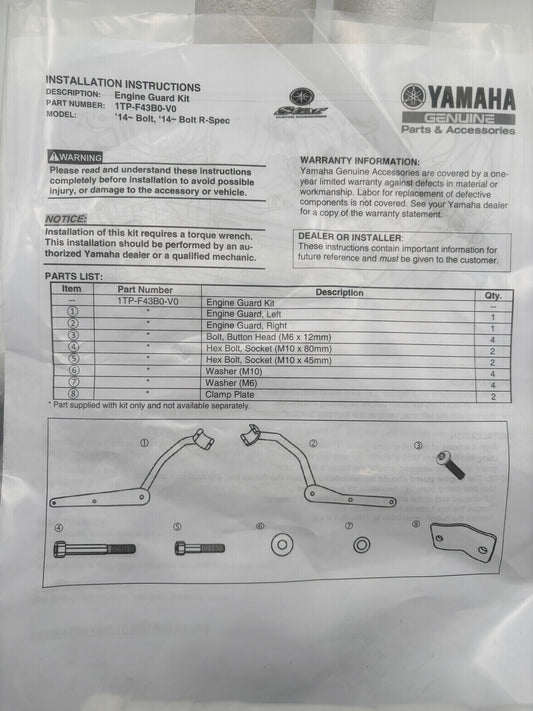 INSTALLATION INSTRUCTIONS
DESCRIPTION: Engine Guard Kit
PART NUMBER: 1TP-F43B0-V0
MODEL: '14~ Bolt, '14~ Bolt R-Spec
Star
CUSTOM ACCESSORIES
YAMAHA
GENUINE
Parts & Accessories
WARNING
Please read and understand these instructions
completely before installation to avoid possible
injury, or damage to the accessory or vehicle.
NOTICE:
Installation of this kit requires a torque wrench.
This installation should be performed by an au-
thorized Yamaha dealer or a qualified mechanic.
WARRANTY INFORMATION:
Yamaha Genuine Accessories are covered by a one-
year limited warranty against defects in material or
workmanship. Labor for replacement of defective
components is not covered. See your Yamaha dealer
for a copy of the warranty statement.
DEALER OR INSTALLER:
These instructions contain important information for
future reference and must be given to the customer.
PARTS LIST:
Item Part Number Description Qty.
-- 1TP-F43B0-V0 Engine Guard Kit --
① * Engine Guard, Left 1
② * Engine Guard, Right 1
③ * Bolt, Button Head (M6 x 12mm) 4
④ * Hex Bolt, Socket (M10 x 80mm) 2
⑤ * Hex Bolt, Socket (M10 x 45mm) 2
⑥ * Washer (M10) 4
⑦ * Washer (M6) 4
⑧ * Clamp Plate 2
* Part supplied with kit only and not available separately.
① ② ③
④ ⑤ ⑥ ⑦ ⑧